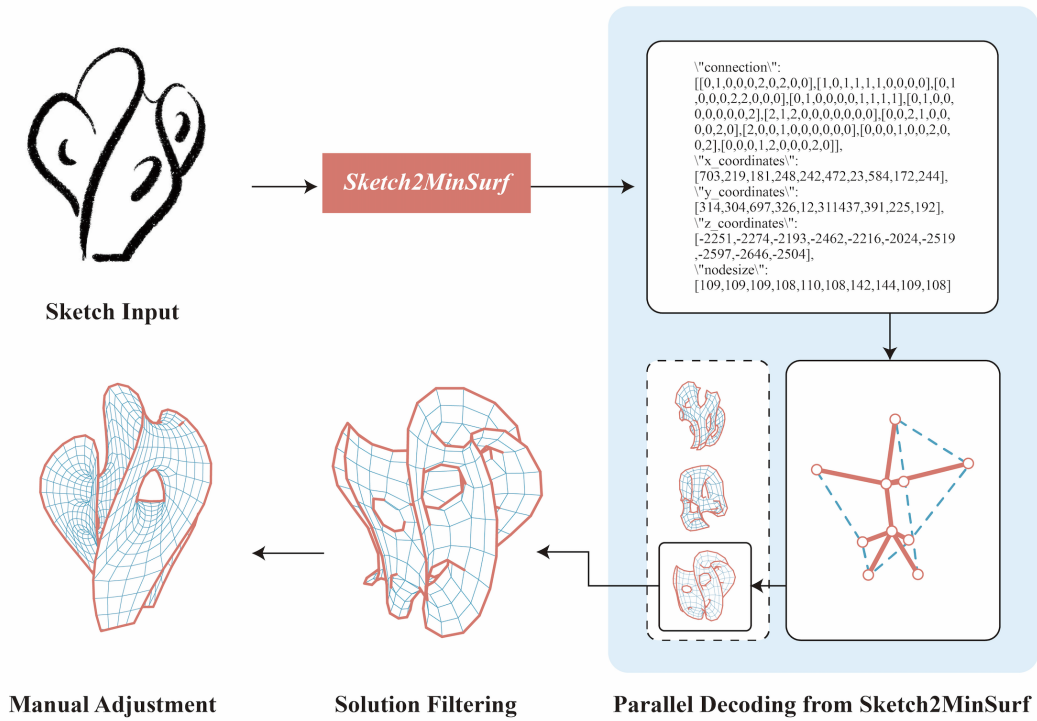 \"connection\":
[[0,1,0,0,0,2,0,2,0,0],[1,0,1,1,1,1,0,0,0,0],[0,1
,0,0,0,2,2,0,0,0],[0,1,0,0,0,0,1,1,1,1],[0,1,0,0,
0,0,0,0,0,2],[2,1,2,0,0,0,0,0,0,0],[0,0,2,1,0,0,
0,0,2,0],[2,0,0,1,0,0,0,0,0,0],[0,0,0,1,0,0,2,0,
0,2],[0,0,0,1,2,0,0,0,2,0]],
\"x_coordinates\":
[703,219,181,248,242,472,23,584,172,244],
\"y_coordinates\":
[314,304,697,326,12,311437,391,225,192],
\"z_coordinates\":
[-2251,-2274,-2193,-2462,-2216,-2024,-2519
,-2597,-2646,-2504],
\"nodesize\":
[109,109,109,108,110,108,142,144,109,108]
Sketch2MinSurf
Sketch Input
Manual Adjustment
Solution Filtering
Parallel Decoding from Sketch2MinSurf